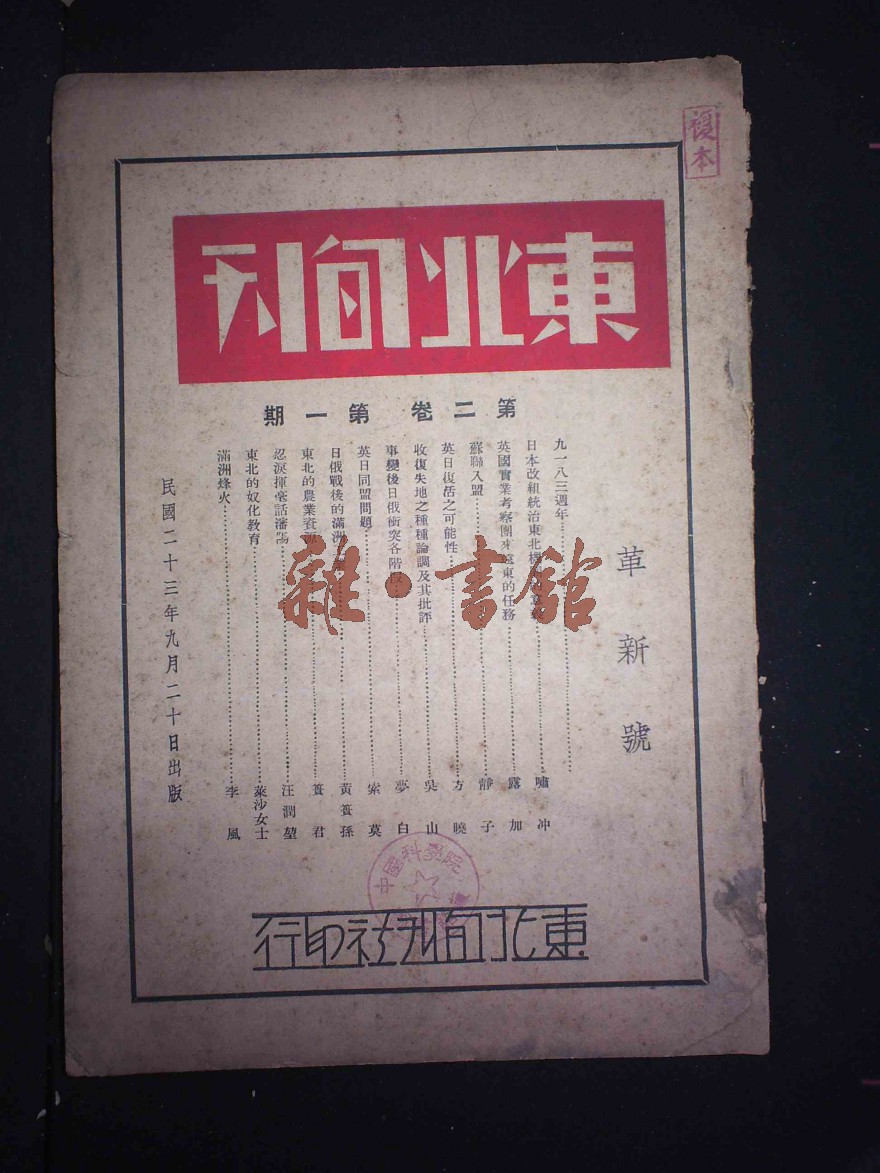 複本
東北旬刊
第二卷 第一期
革新號
九一八三週年
日本改組統治東北機
嘯冲
英國實業考察團來遠東的任務
露加
蘇聯入盟
靜子
英日復活之可能性
方曉
收復失地之種種論調及其批評
吳山
事變後日俄衝突各階段
夢白
英日同盟問題
索莫
日俄戰後的滿洲
黃養孫
東北的農業資源
養君
忍淚揮毫話瀋陽
汪潤堃
東北的奴化教育
萊沙女士
滿洲烽火
李風
民國二十三年九月二十日出版
雜·書館
中國科學院
東北旬刊社印行